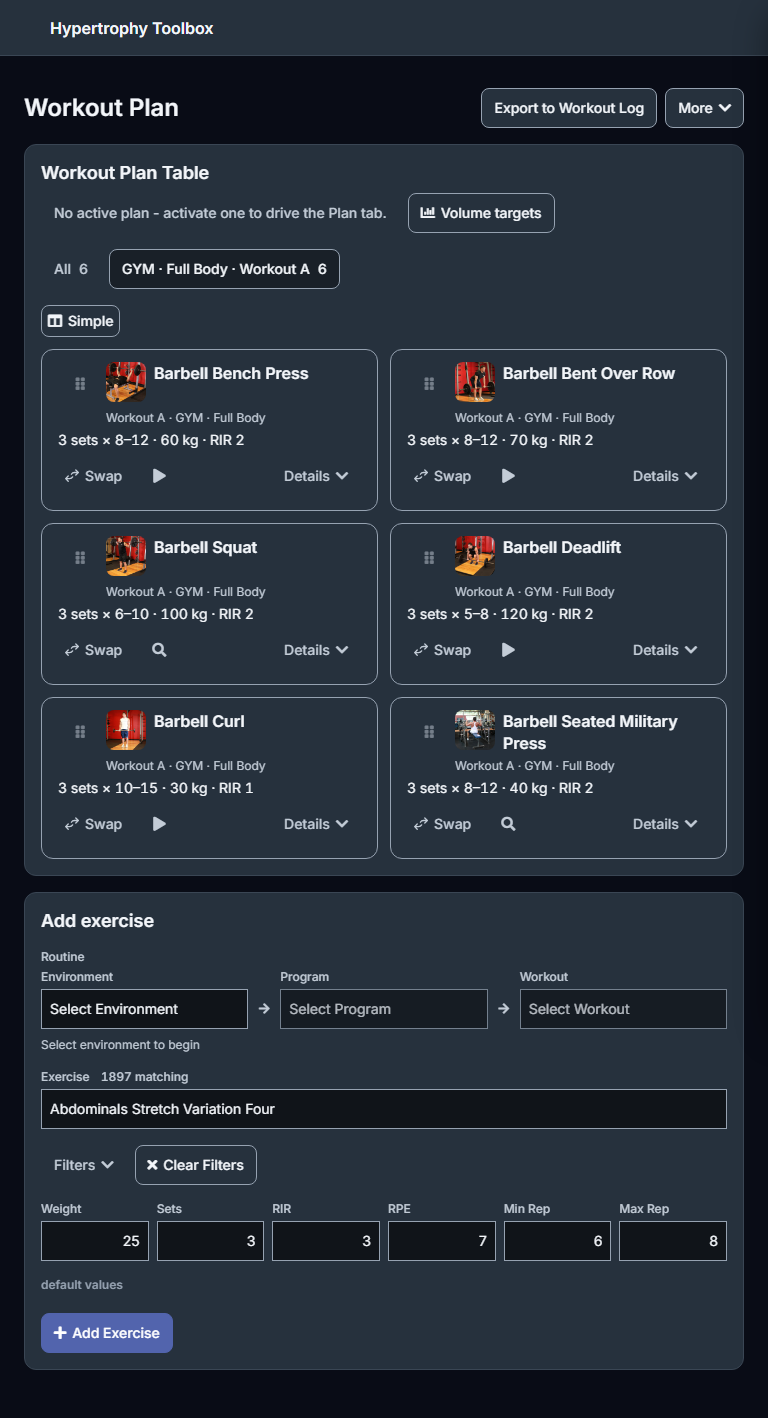 Hypertrophy Toolbox
Workout Plan
Export to Workout Log
More
Workout Plan Table
No active plan - activate one to drive the Plan tab.
Volume targets
All 6
GYM · Full Body · Workout A 6
Simple
Barbell Bench Press
Workout A · GYM · Full Body
3 sets × 8–12 · 60 kg · RIR 2
Swap
Details
Barbell Bent Over Row
Workout A · GYM · Full Body
3 sets × 8–12 · 70 kg · RIR 2
Swap
Details
Barbell Squat
Workout A · GYM · Full Body
3 sets × 6–10 · 100 kg · RIR 2
Swap
Details
Barbell Deadlift
Workout A · GYM · Full Body
3 sets × 5–8 · 120 kg · RIR 2
Swap
Details
Barbell Curl
Workout A · GYM · Full Body
3 sets × 10–15 · 30 kg · RIR 1
Swap
Details
Barbell Seated Military
Press
Workout A · GYM · Full Body
3 sets × 8–12 · 40 kg · RIR 2
Swap
Details
Add exercise
Routine
Environment
Select Environment
Program
Select Program
Workout
Select Workout
Select environment to begin
Exercise 1897 matching
Abdominals Stretch Variation Four
Filters
Clear Filters
Weight
25
Sets
3
RIR
3
RPE
7
Min Rep
6
Max Rep
8
default values
Add Exercise